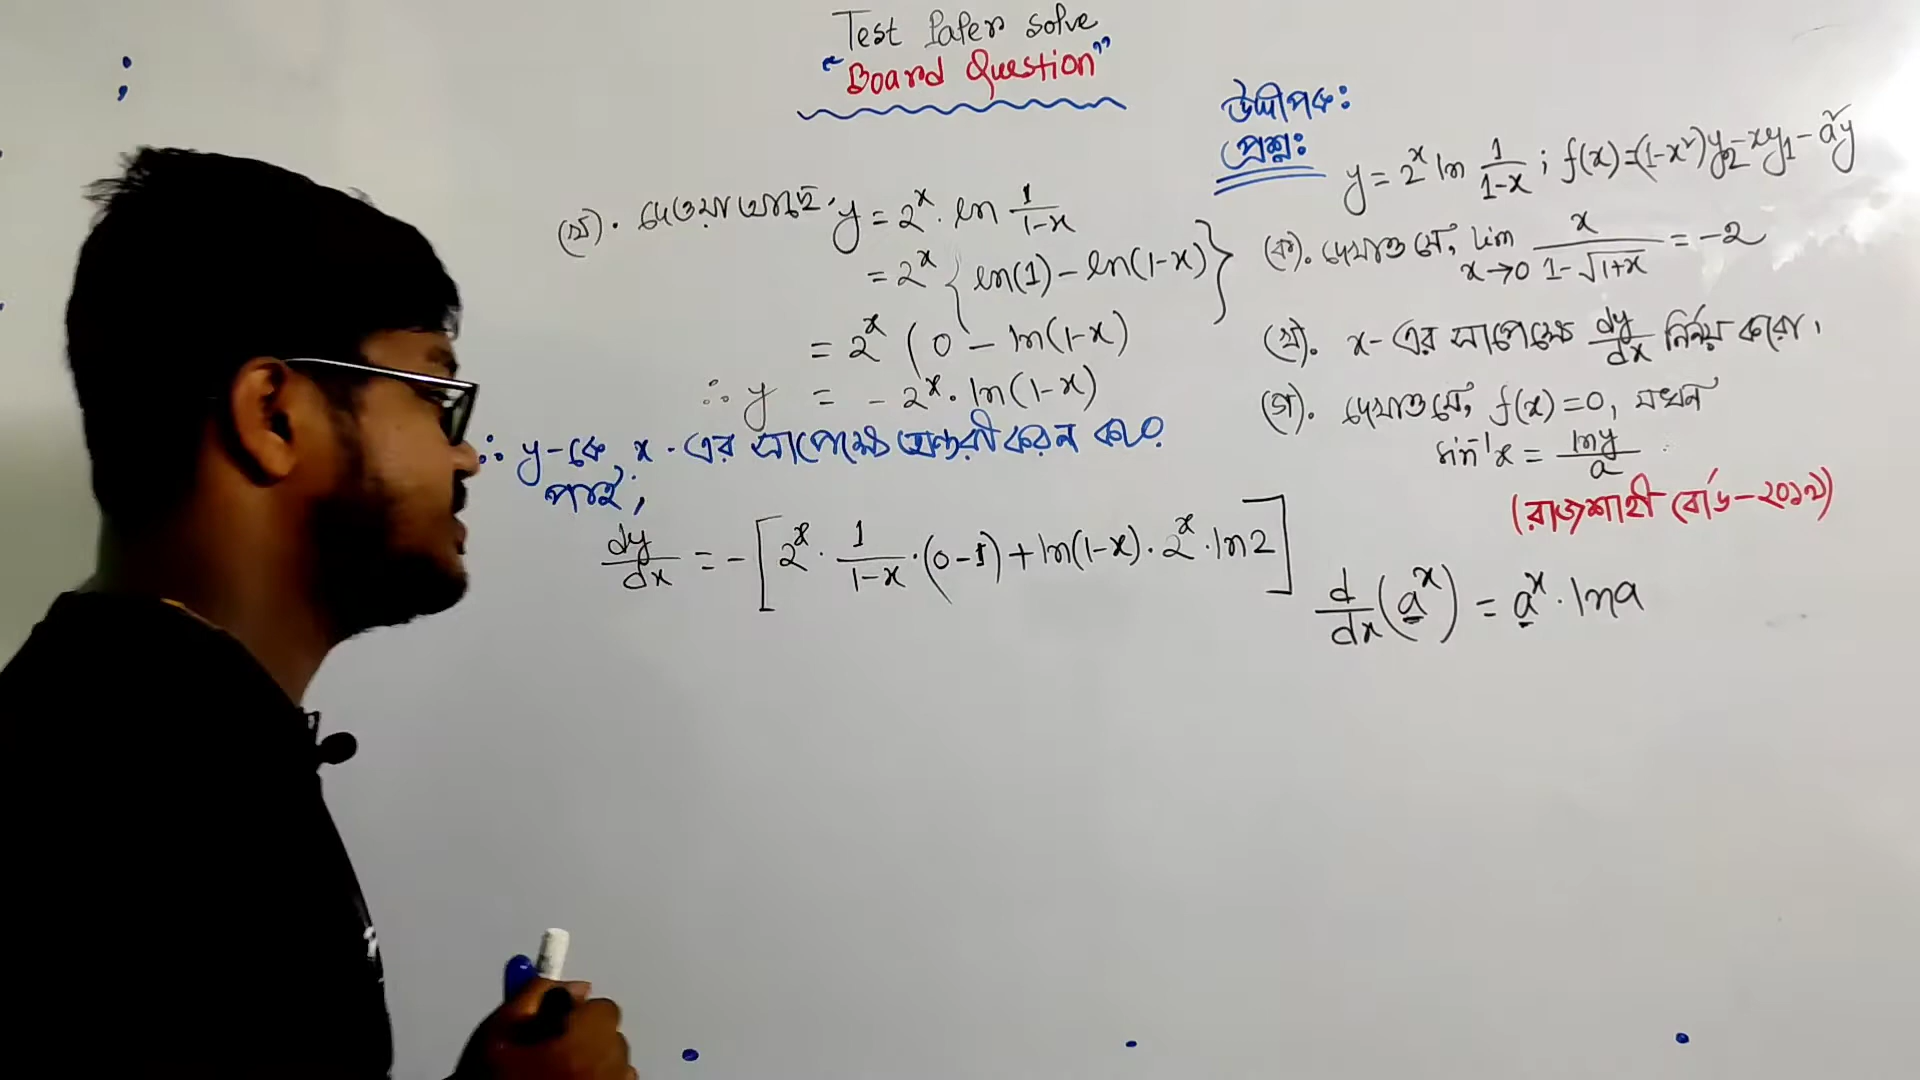 Test Paper solve
"Board Question"
উদ্দীপক:
প্রশ্ন:
y = 2^x ln 1/(1-x) ; f(x) = (1-x²)y₂ - xy₁ - a²y
(ক). দেখাও যে, lim x→0 x/(1-√(1+x)) = -2
(খ). x-এর সাপেক্ষে dy/dx নির্নয় করো।
(গ). দেখাও যে, f(x) = 0, যখন
sin⁻¹x = lny/a
(রাজশাহী বোর্ড-২০১৭)
(খ). দেওয়া আছে, y = 2^x . ln 1/(1-x)
= 2^x { ln(1) - ln(1-x) }
= 2^x ( 0 - ln(1-x)
∴ y = - 2^x . ln(1-x)
∴ y-কে x-এর সাপেক্ষে অন্তরীকরন করে
পাই,
dy/dx = - [ 2^x . 1/(1-x) . (0-1) + ln(1-x) . 2^x . ln2 ]
d/dx (a^x) = a^x . lna